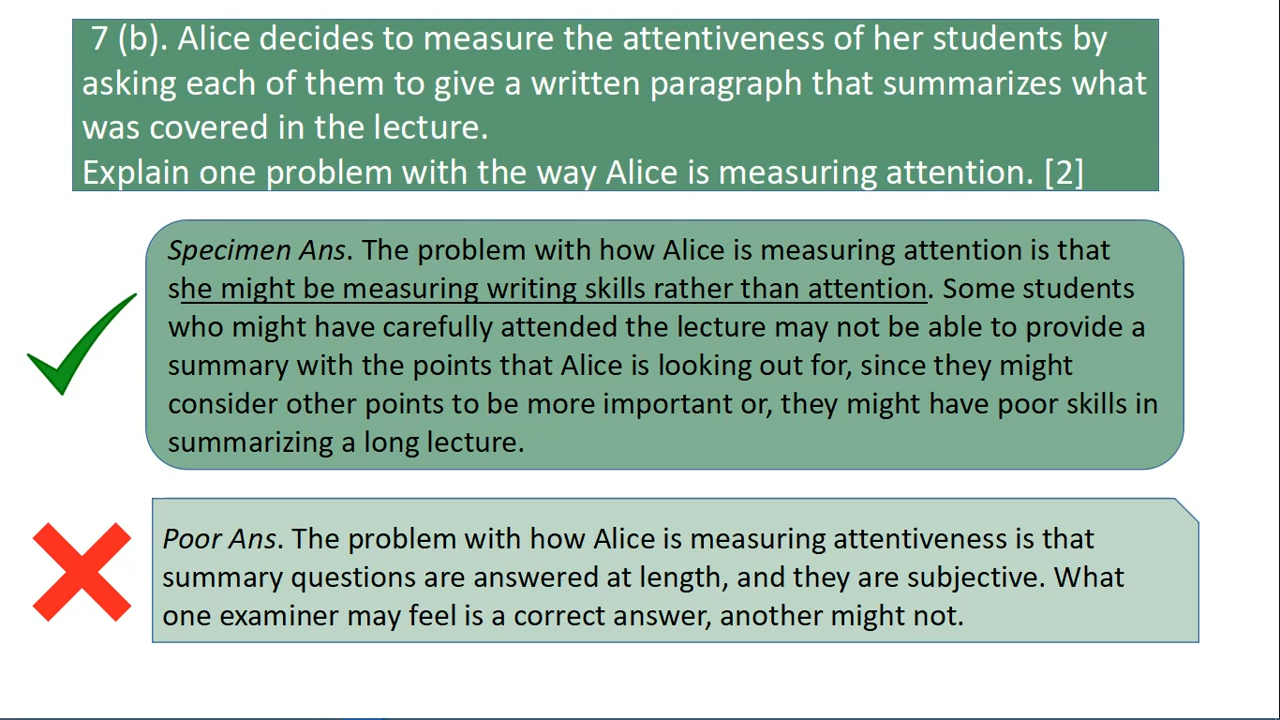 7 (b). Alice decides to measure the attentiveness of her students by
asking each of them to give a written paragraph that summarizes what
was covered in the lecture.
Explain one problem with the way Alice is measuring attention. [2]
Specimen Ans. The problem with how Alice is measuring attention is that
she might be measuring writing skills rather than attention. Some students
who might have carefully attended the lecture may not be able to provide a
summary with the points that Alice is looking out for, since they might
consider other points to be more important or, they might have poor skills in
summarizing a long lecture.
Poor Ans. The problem with how Alice is measuring attentiveness is that
summary questions are answered at length, and they are subjective. What
one examiner may feel is a correct answer, another might not.